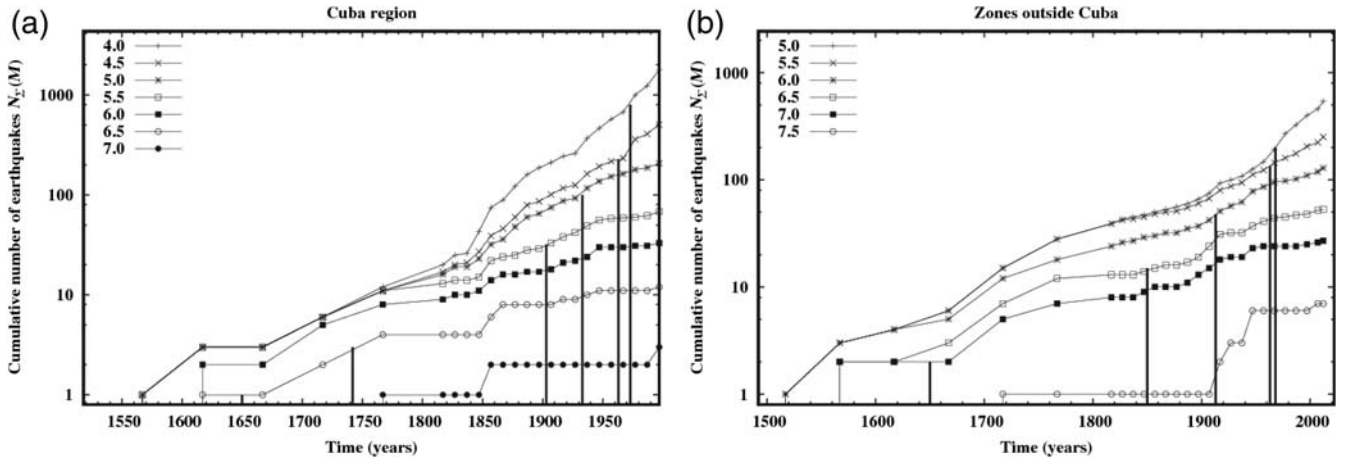 (a)
Cuba region
4.0
4.5
5.0
5.5
6.0
6.5
7.0
Cumulative number of earthquakes N_Σ(M)
1000
100
10
1
1550 1600 1650 1700 1750 1800 1850 1900 1950
Time (years)
(b)
Zones outside Cuba
5.0
5.5
6.0
6.5
7.0
7.5
Cumulative number of earthquakes N_Σ(M)
1000
100
10
1
1500 1600 1700 1800 1900 2000
Time (years)